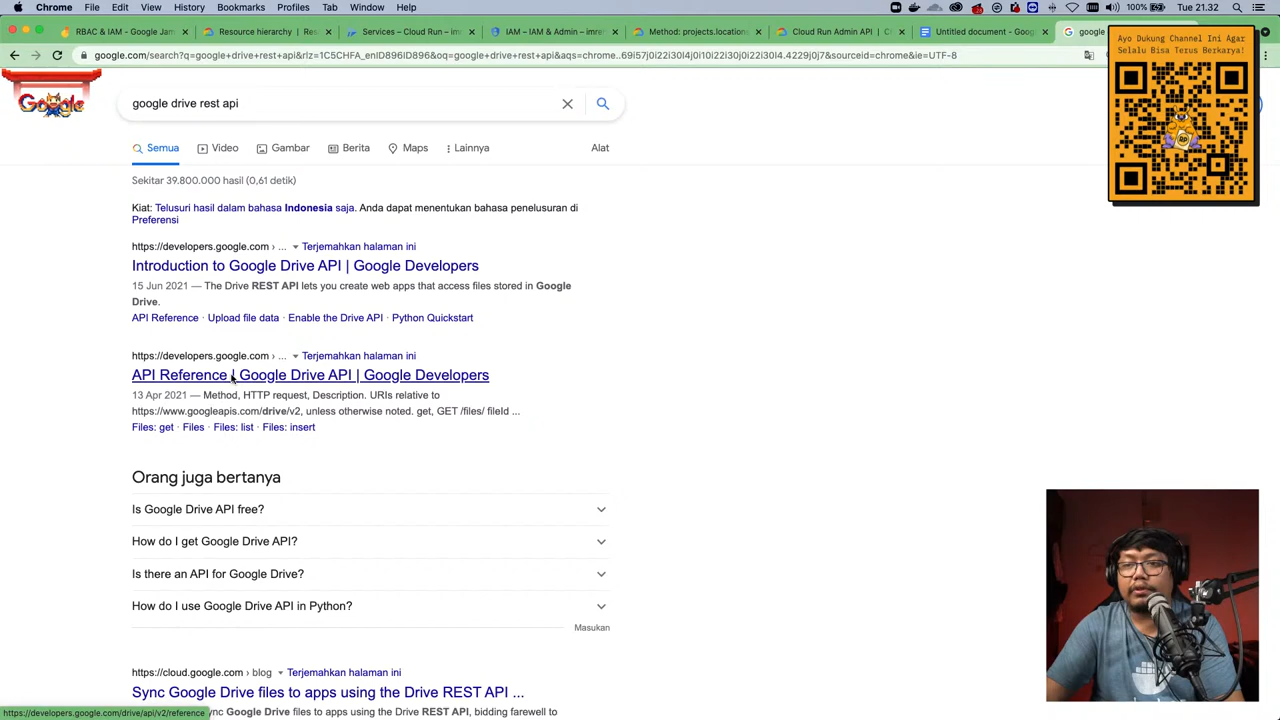 Chrome File Edit View History Bookmarks Profiles Tab Window Help
Tue 21.32
RBAC & IAM - Google Jam
Resource hierarchy | Res
Services – Cloud Run – imr
IAM – IAM & Admin – imre
Method: projects.location
Cloud Run Admin API | C
Untitled document - Goog
google
google.com/search?q=google+drive+rest+api&rlz=1C5CHFA_enID896ID896&oq=google+drive+rest+api&aqs=chrome..69i57j0i22i30l4j0i10i22i30j0i22i30l4.4229j0j7&sourceid=chrome&ie=UTF-8
Ayo Dukung Channel Ini Agar
Selalu Bisa Terus Berkarya!
Google
google drive rest api
Semua Video Gambar Berita Maps Lainnya Alat
Sekitar 39.800.000 hasil (0,61 detik)
Kiat: Telusuri hasil dalam bahasa Indonesia saja. Anda dapat menentukan bahasa penelusuran di
Preferensi
https://developers.google.com › ... Terjemahkan halaman ini
Introduction to Google Drive API | Google Developers
15 Jun 2021 — The Drive REST API lets you create web apps that access files stored in Google
Drive.
API Reference · Upload file data · Enable the Drive API · Python Quickstart
https://developers.google.com › ... Terjemahkan halaman ini
API Reference | Google Drive API | Google Developers
13 Apr 2021 — Method, HTTP request, Description. URIs relative to
https://www.googleapis.com/drive/v2, unless otherwise noted. get, GET /files/ fileId ...
Files: get · Files · Files: list · Files: insert
Orang juga bertanya
Is Google Drive API free?
How do I get Google Drive API?
Is there an API for Google Drive?
How do I use Google Drive API in Python?
Masukan
https://cloud.google.com › blog Terjemahkan halaman ini
Sync Google Drive files to apps using the Drive REST API ...
https://developers.google.com/drive/api/v2/reference
ync Google Drive files to apps using the Drive REST API, bidding farewell to